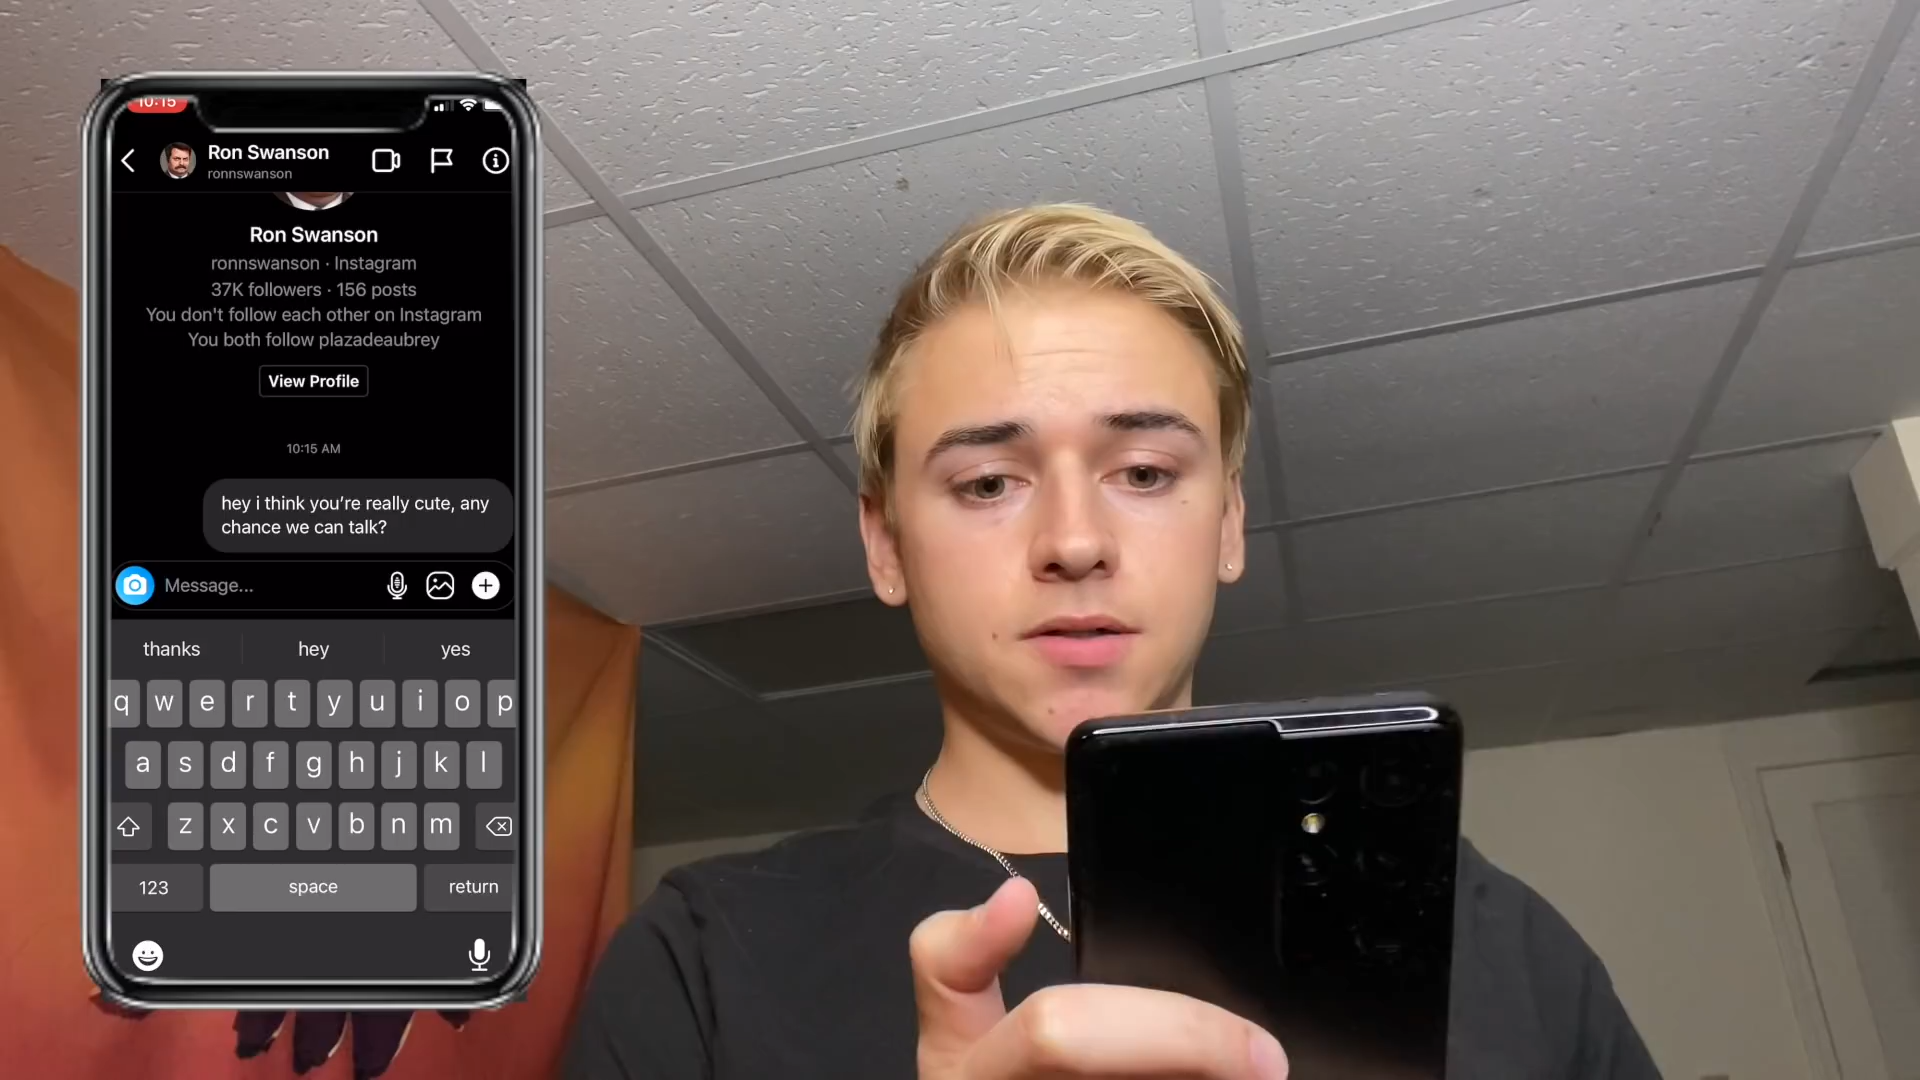 10:15
Ron Swanson
ronnswanson
Ron Swanson
ronnswanson · Instagram
37K followers · 156 posts
You don't follow each other on Instagram
You both follow plazadeaubrey
View Profile
10:15 AM
hey i think you’re really cute, any
chance we can talk?
Message...
thanks hey yes
q w e r t y u i o p
a s d f g h j k l
z x c v b n m
123 space return